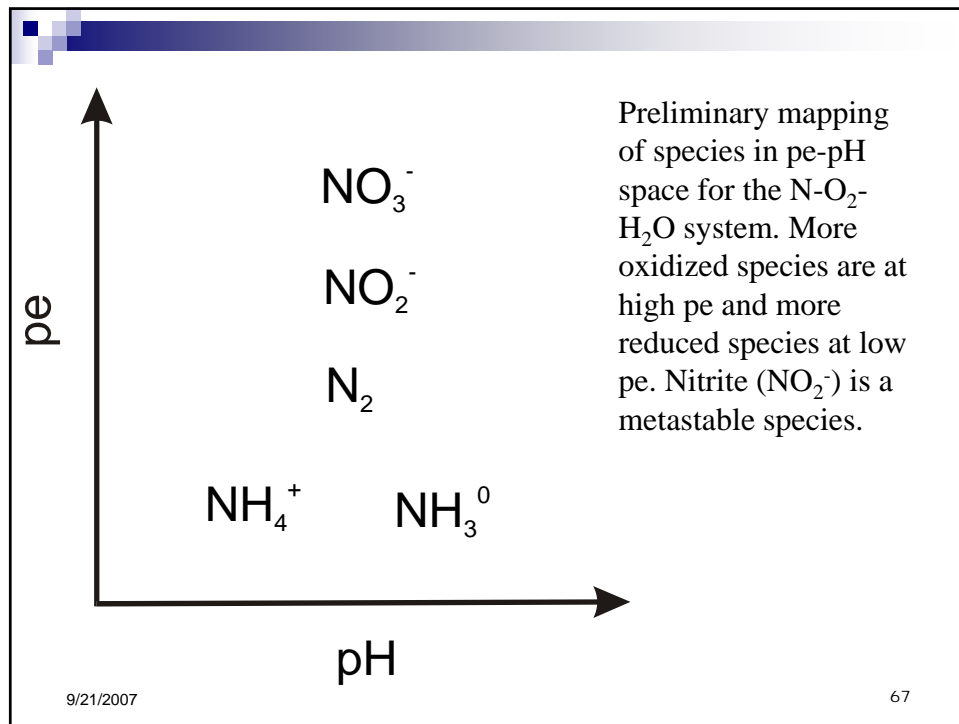 NO₃⁻
NO₂⁻
N₂
NH₄⁺ NH₃⁰
pe
pH
Preliminary mapping
of species in pe-pH
space for the N-O₂-
H₂O system. More
oxidized species are at
high pe and more
reduced species at low
pe. Nitrite (NO₂⁻) is a
metastable species.
9/21/2007
67